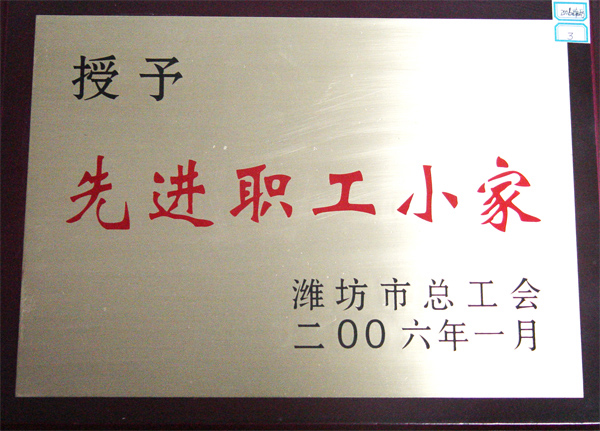 授予
先进职工小家
潍坊市总工会
二00六年一月
3